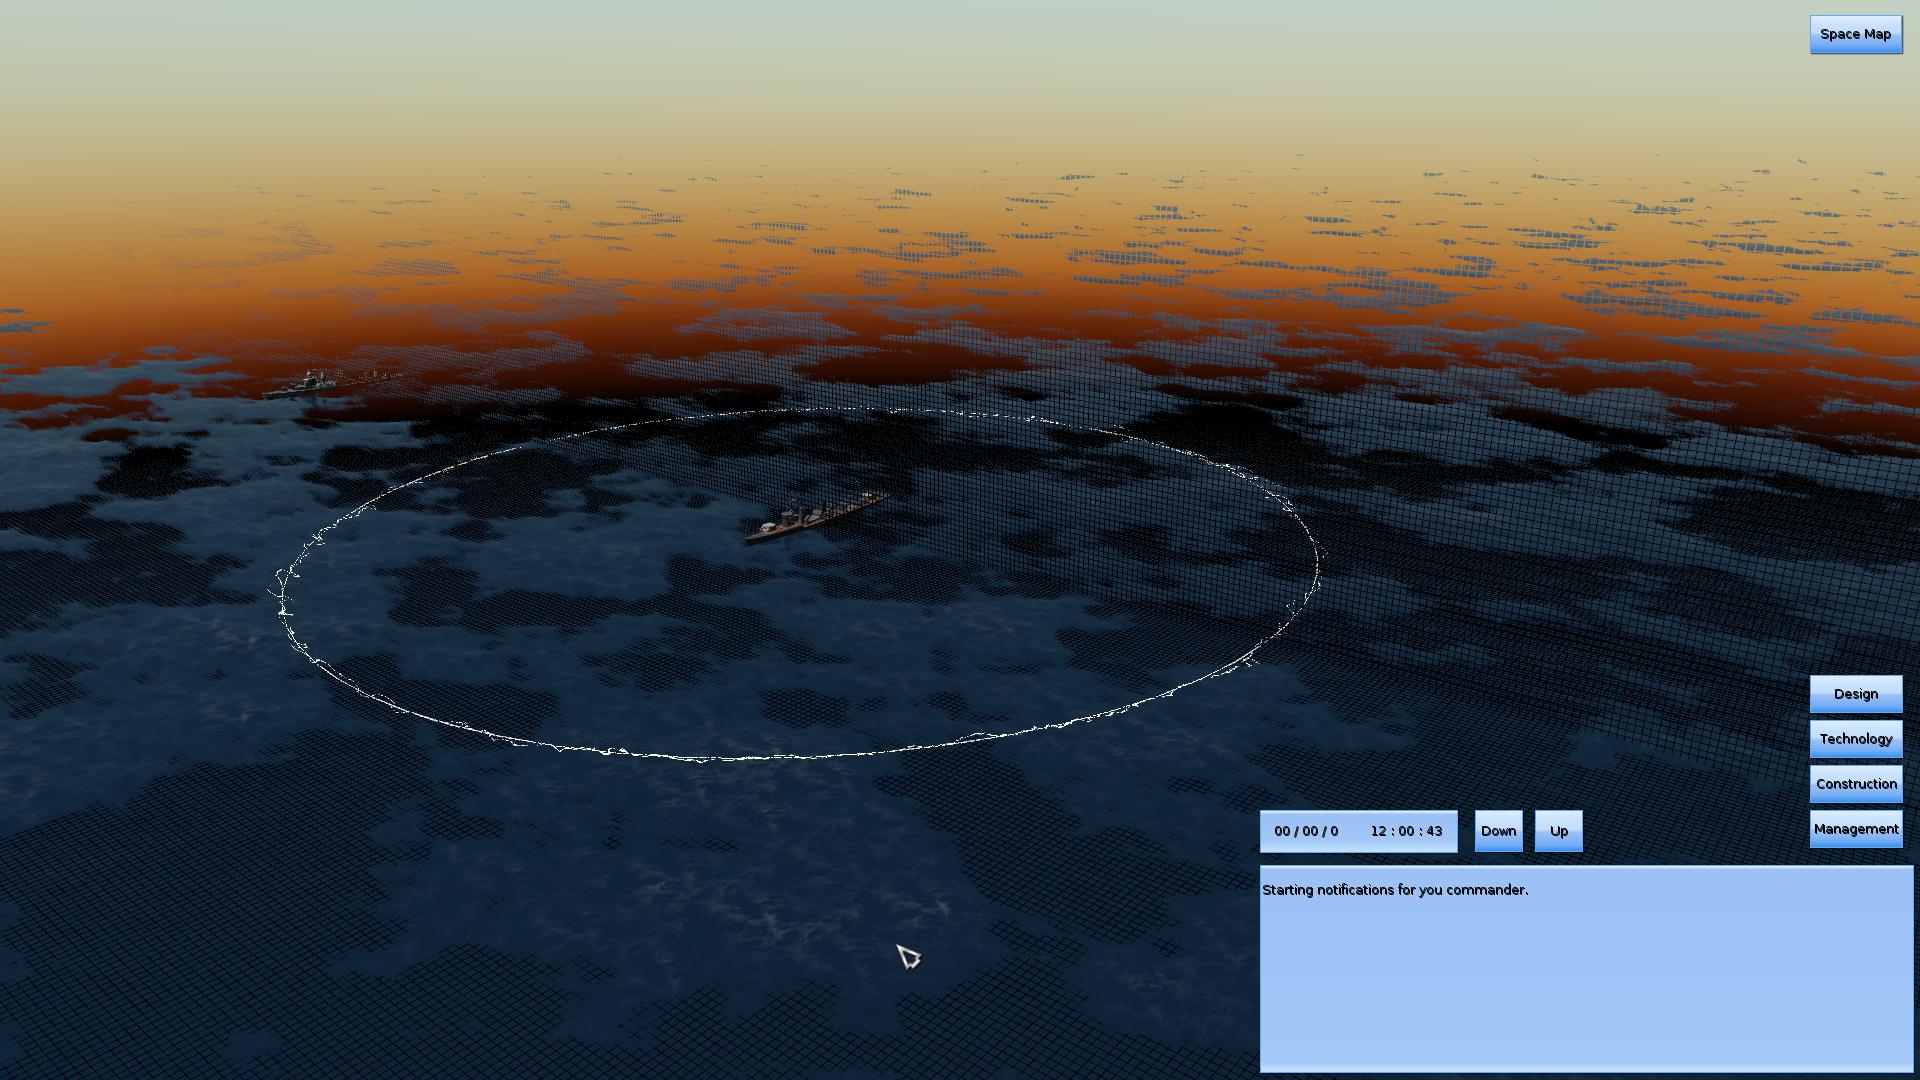 Space Map
Design
Technology
Construction
Management
00 / 00 / 0 12 : 00 : 43 Down Up
Starting notifications for you commander.